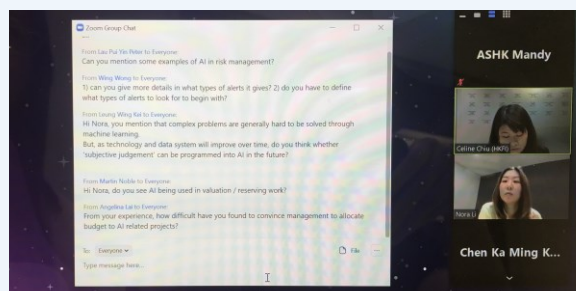 Zoom Group Chat
From Lau Pui Yin Peter to Everyone:
Can you mention some examples of AI in risk management?
From Wing Wong to Everyone:
1) can you give more details in what types of alerts it gives? 2) do you have to define
what types of alerts to look for to begin with?
From Leung Wing Kei to Everyone:
Hi Nora, you mention that complex problems are generally hard to be solved through
machine learning.
But, as technology and data system will improve over time, do you think whether
'subjective judgement' can be programmed into AI in the future?
From Martin Noble to Everyone:
Hi Nora, do you see AI being used in valuation / reserving work?
From Angelina Lai to Everyone:
From your experience, how difficult have you found to convince management to allocate
budget to AI related projects?
To: Everyone
File
Type message here...
ASHK Mandy
Celine Chiu (HKFI)
Nora Li
Chen Ka Ming K...